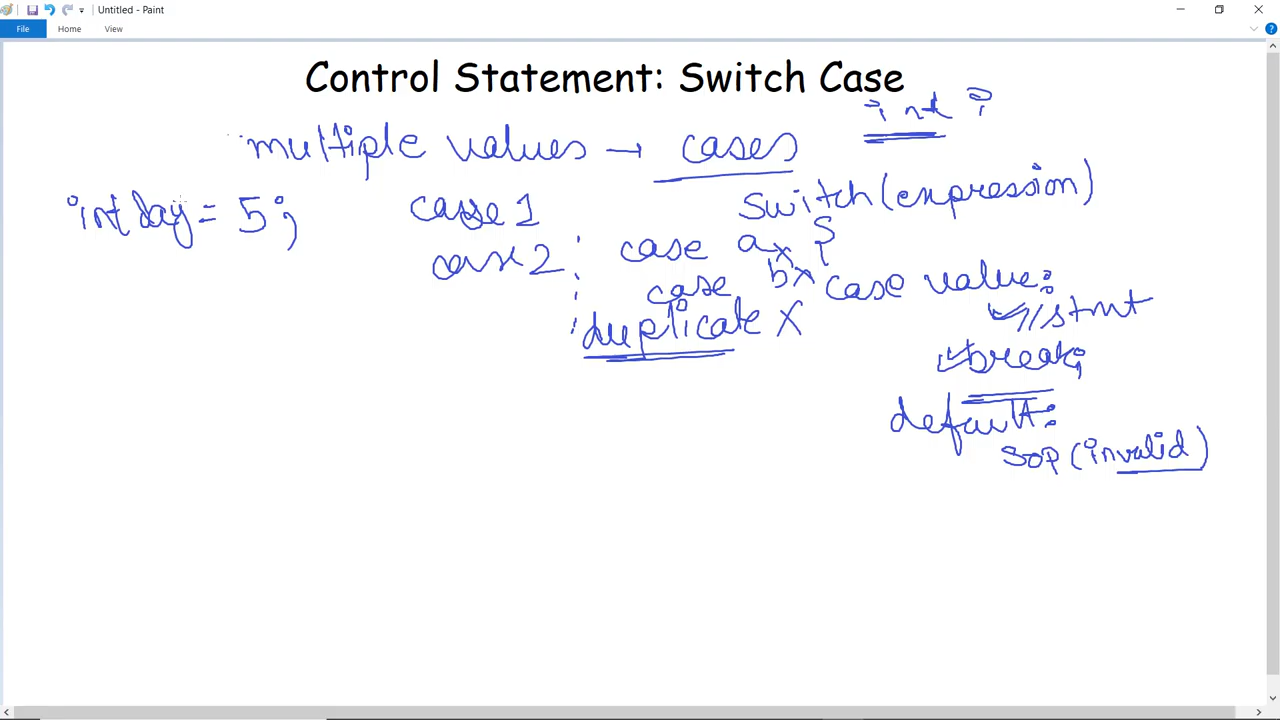 Untitled - Paint
File Home View
Control Statement: Switch Case
int i
multiple values → cases
int day = 5;
case 1
switch(expression)
{
case 2
case a x
case b x
case value:
duplicate X
// stmt
break;
default:
SOP (invalid)